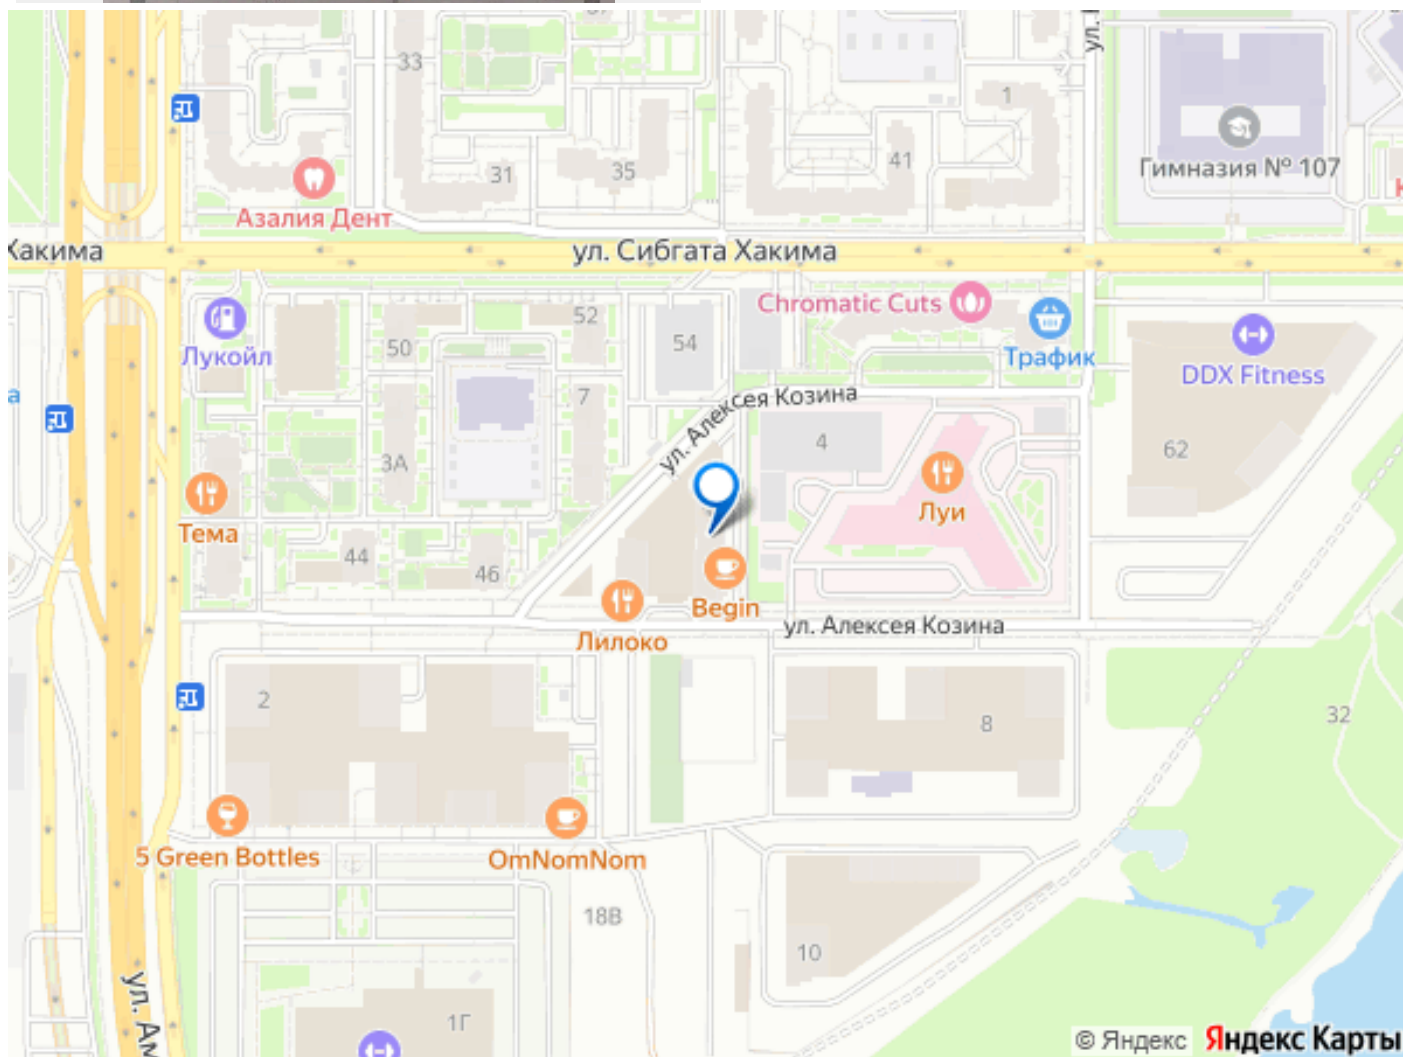 37
33
1
ул.
Гимназия № 107
41
31
35
Азалия Дент
Хакима
ул. Сибгата Хакима
Chromatic Cuts
52
Лукойл
50
54
Трафик
DDX Fitness
а
7
ул. Алексея Козина
4
62
3А
Тема
Луи
44
46
Begin
Лилоко
ул. Алексея Козина
2
8
32
5 Green Bottles
OmNomNom
18В
10
ул. Ам
1Г
© Яндекс Яндекс Карты